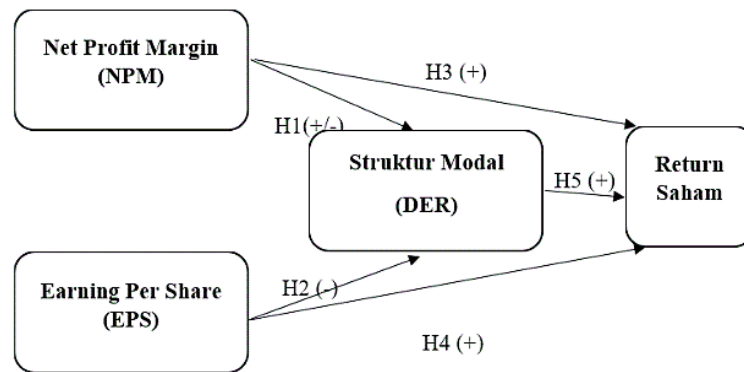 Net Profit Margin
(NPM)
H3 (+)
H1(+/-)
Struktur Modal
(DER)
H5 (+)
Return
Saham
Earning Per Share
(EPS)
H2 (-)
H4 (+)